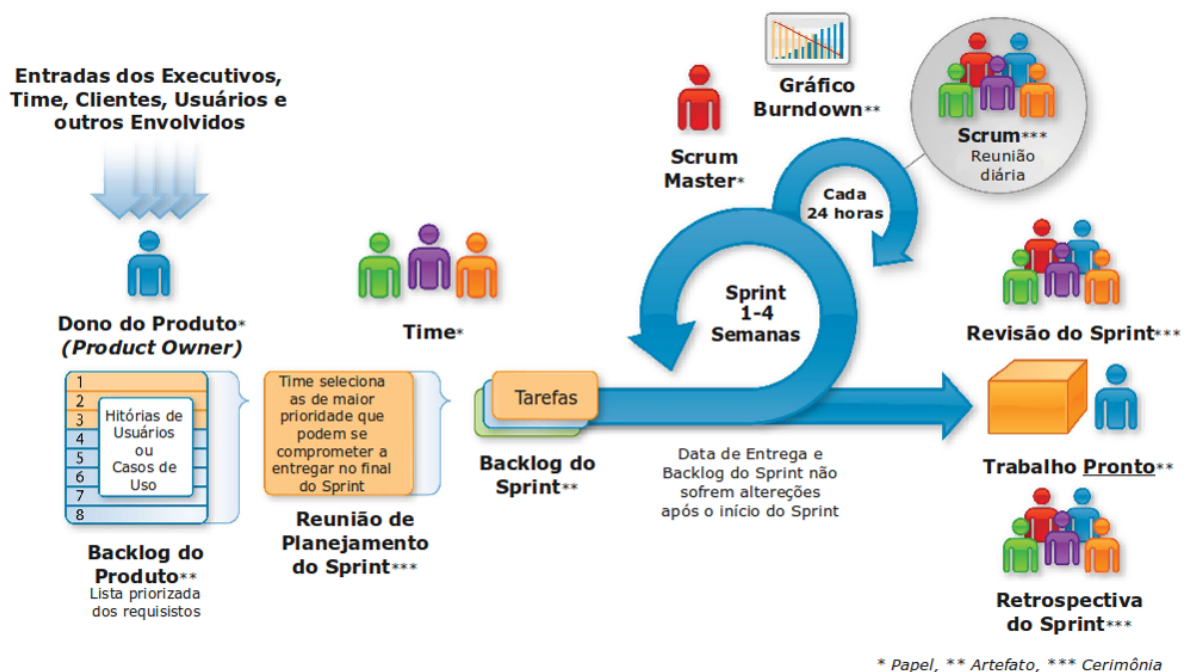 Entradas dos Executivos,
Time, Clientes, Usuários e
outros Envolvidos
Dono do Produto*
(Product Owner)
1
2
3
4
5
6
7
8
Hitórias de
Usuários
ou
Casos de
Uso
Backlog do
Produto**
Lista priorizada
dos requisistos
Time*
Time seleciona
as de maior
prioridade que
podem se
comprometer a
entregar no final
do Sprint
Reunião de
Planejamento
do Sprint***
Tarefas
Backlog do
Sprint**
Scrum
Master*
Gráfico
Burndown**
Scrum***
Reunião
diária
Cada
24 horas
Sprint
1-4
Semanas
Data de Entrega e
Backlog do Sprint não
sofrem altereções
após o início do Sprint
Revisão do Sprint***
Trabalho Pronto**
Retrospectiva
do Sprint***
* Papel, ** Artefato, *** Cerimônia